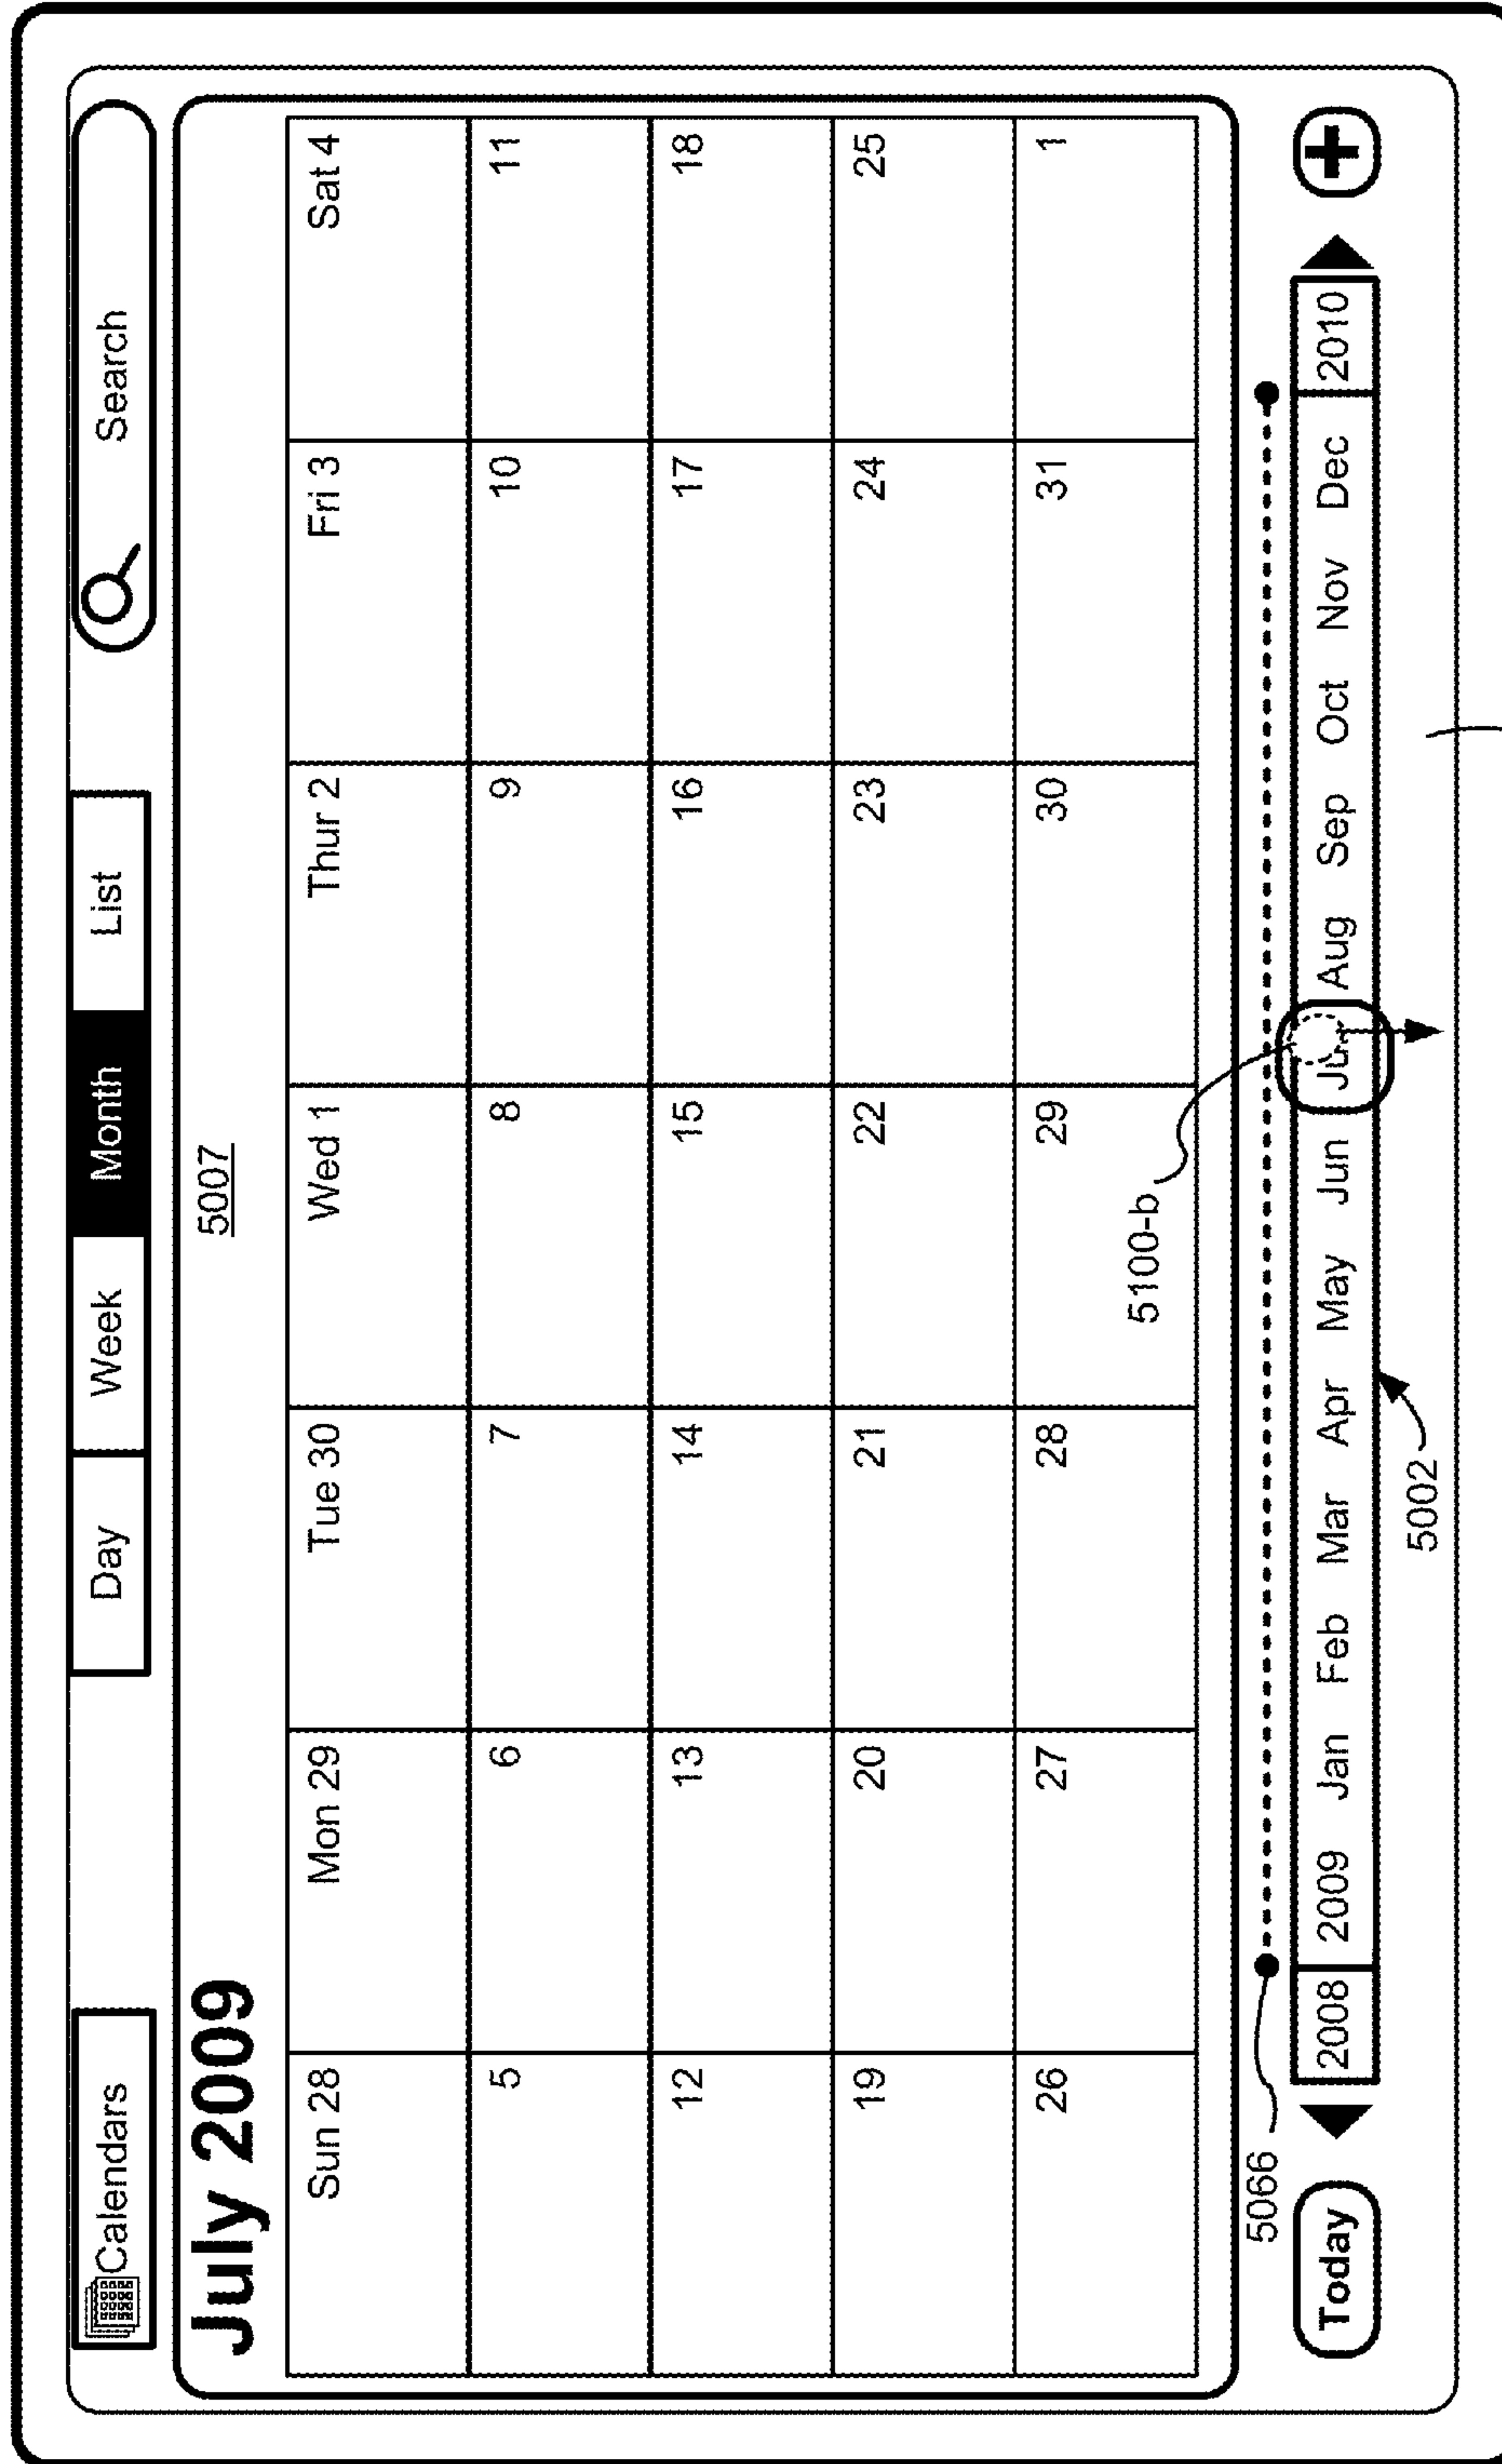 Calendars Day Week Month List Search
July 2009
5007
Sun 28 Mon 29 Tue 30 Wed 1 Thur 2 Fri 3 Sat 4
5 6 7 8 9 10 11
12 13 14 15 16 17 18
19 20 21 22 23 24 25
26 27 28 29 30 31 1
5100-b
5066
Today 2008 2009 Jan Feb Mar Apr May Jun Aug Sep Oct Nov Dec 2010 +
5002